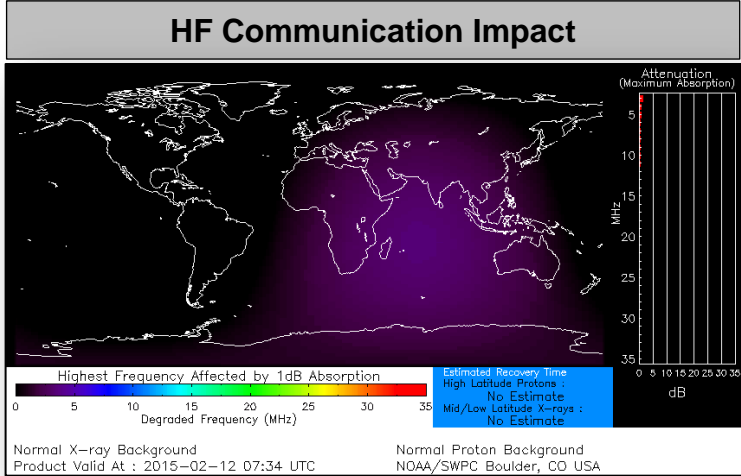 HF Communication Impact
Attenuation
(Maximum Absorption)
5
10
15
20
25
30
35
MHz
0 5 10 15 20 25 30 35
dB
Highest Frequency Affected by 1dB Absorption
0 5 10 15 20 25 30 35
Degraded Frequency (MHz)
Estimated Recovery Time
High Latitude Protons :
No Estimate
Mid/Low Latitude X-rays :
No Estimate
Normal X-ray Background
Product Valid At : 2015-02-12 07:34 UTC
Normal Proton Background
NOAA/SWPC Boulder, CO USA